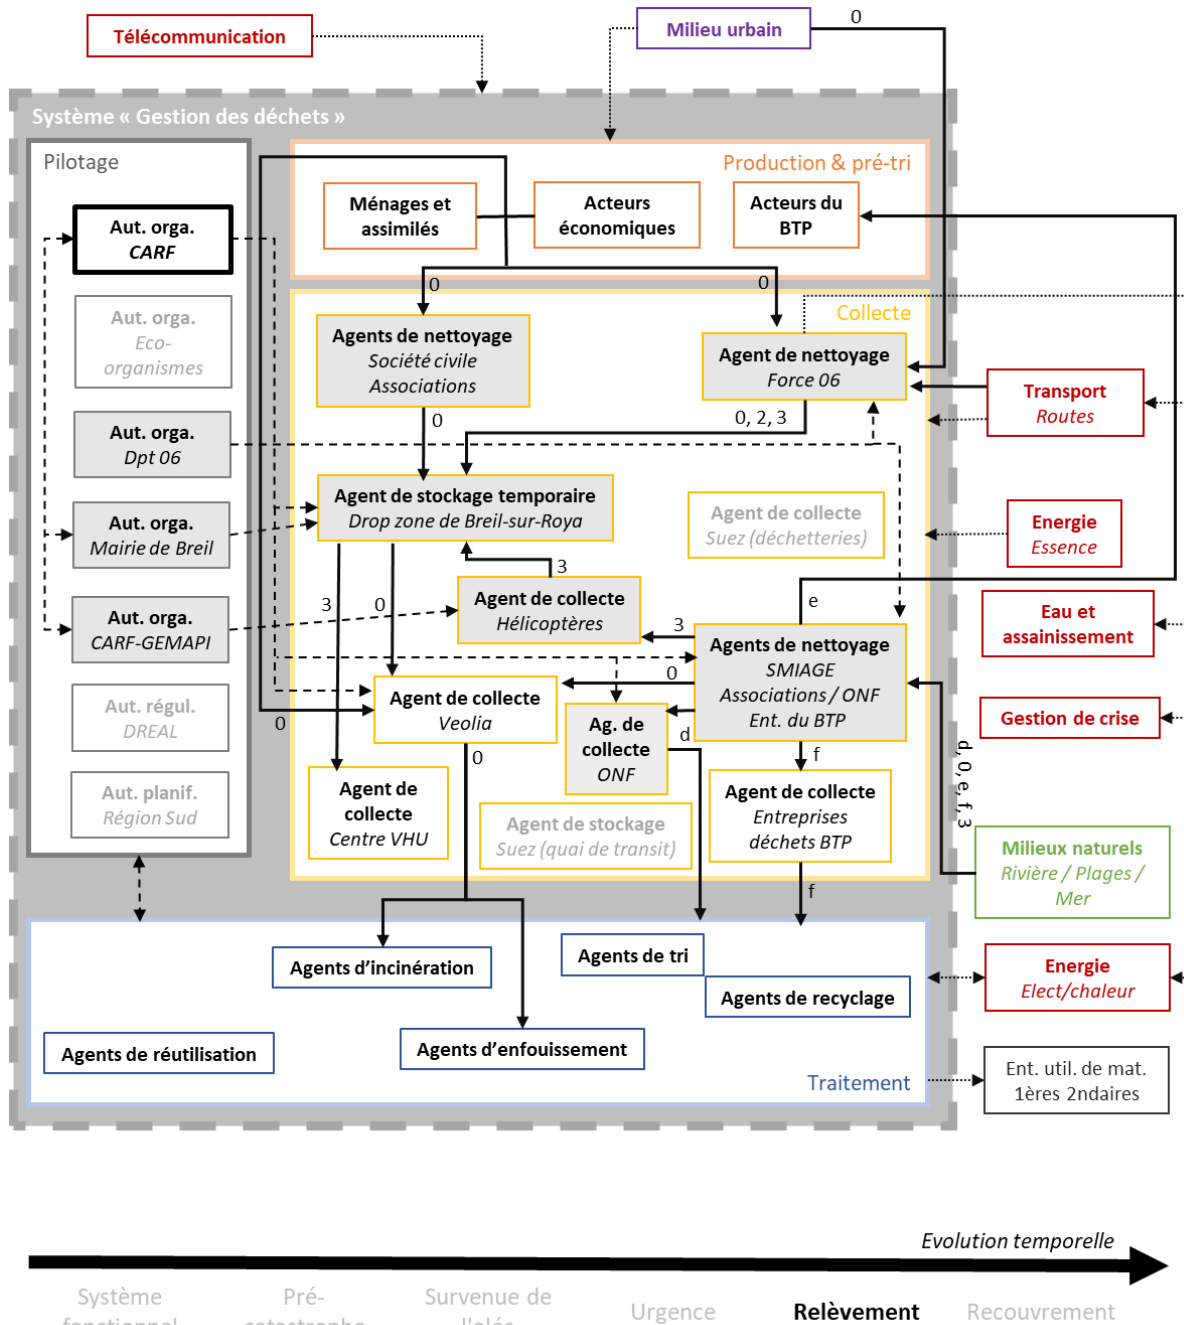 Télécommunication
Milieu urbain
0
Système « Gestion des déchets »
Pilotage
Production & pré-tri
Ménages et
assimilés
Acteurs
économiques
Acteurs du
BTP
Aut. orga.
CARF
Aut. orga.
Eco-
organismes
Aut. orga.
Dpt 06
Aut. orga.
Mairie de Breil
Aut. orga.
CARF-GEMAPI
Aut. régul.
DREAL
Aut. planif.
Région Sud
0
0
Collecte
Agents de nettoyage
Société civile
Associations
Agent de nettoyage
Force 06
0
0, 2, 3
Agent de stockage temporaire
Drop zone de Breil-sur-Roya
Agent de collecte
Suez (déchetteries)
3
3
0
Agent de collecte
Hélicoptères
e
3
Agents de nettoyage
SMIAGE
Associations / ONF
Ent. du BTP
0
Agent de collecte
Veolia
0
Ag. de
collecte
ONF
d
f
0
Agent de
collecte
Centre VHU
Agent de stockage
Suez (quai de transit)
Agent de collecte
Entreprises
déchets BTP
f
Transport
Routes
Energie
Essence
Eau et
assainissement
Gestion de crise
d, 0, e, f, 3
Milieux naturels
Rivière / Plages /
Mer
Energie
Elect/chaleur
Ent. util. de mat.
1ères 2ndaires
Agents d'incinération
Agents de tri
Agents de recyclage
Agents de réutilisation
Agents d'enfouissement
Traitement
Evolution temporelle
Système
fonctionnel
Pré-
catastrophe
Survenue de
l'aléa
Urgence
Relèvement
Recouvrement